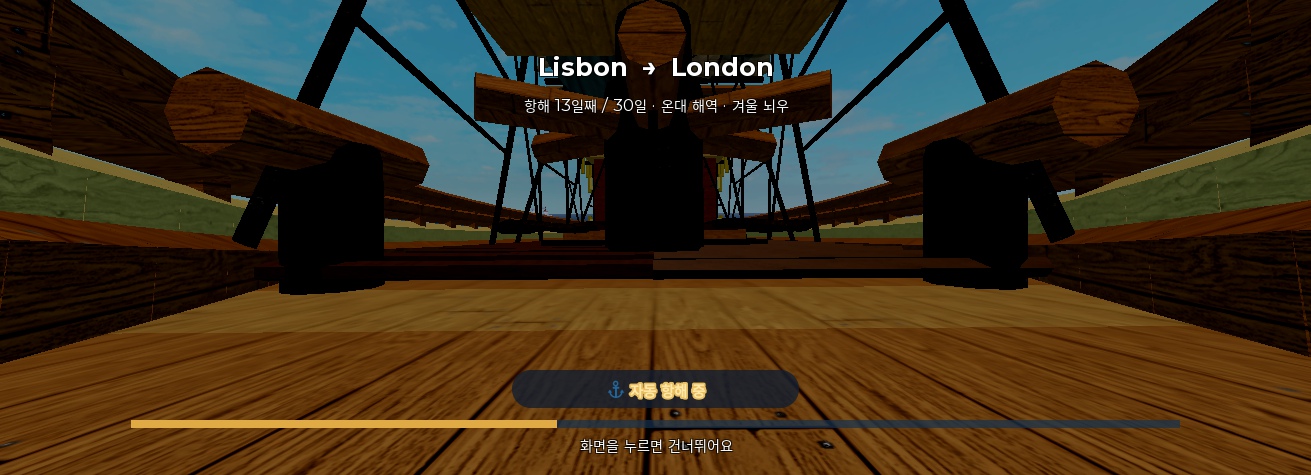 Lisbon → London
항해 13일째 / 30일 · 온대 해역 · 겨울 뇌우
⚓ 자동 항해 중
화면을 누르면 건너뛰어요